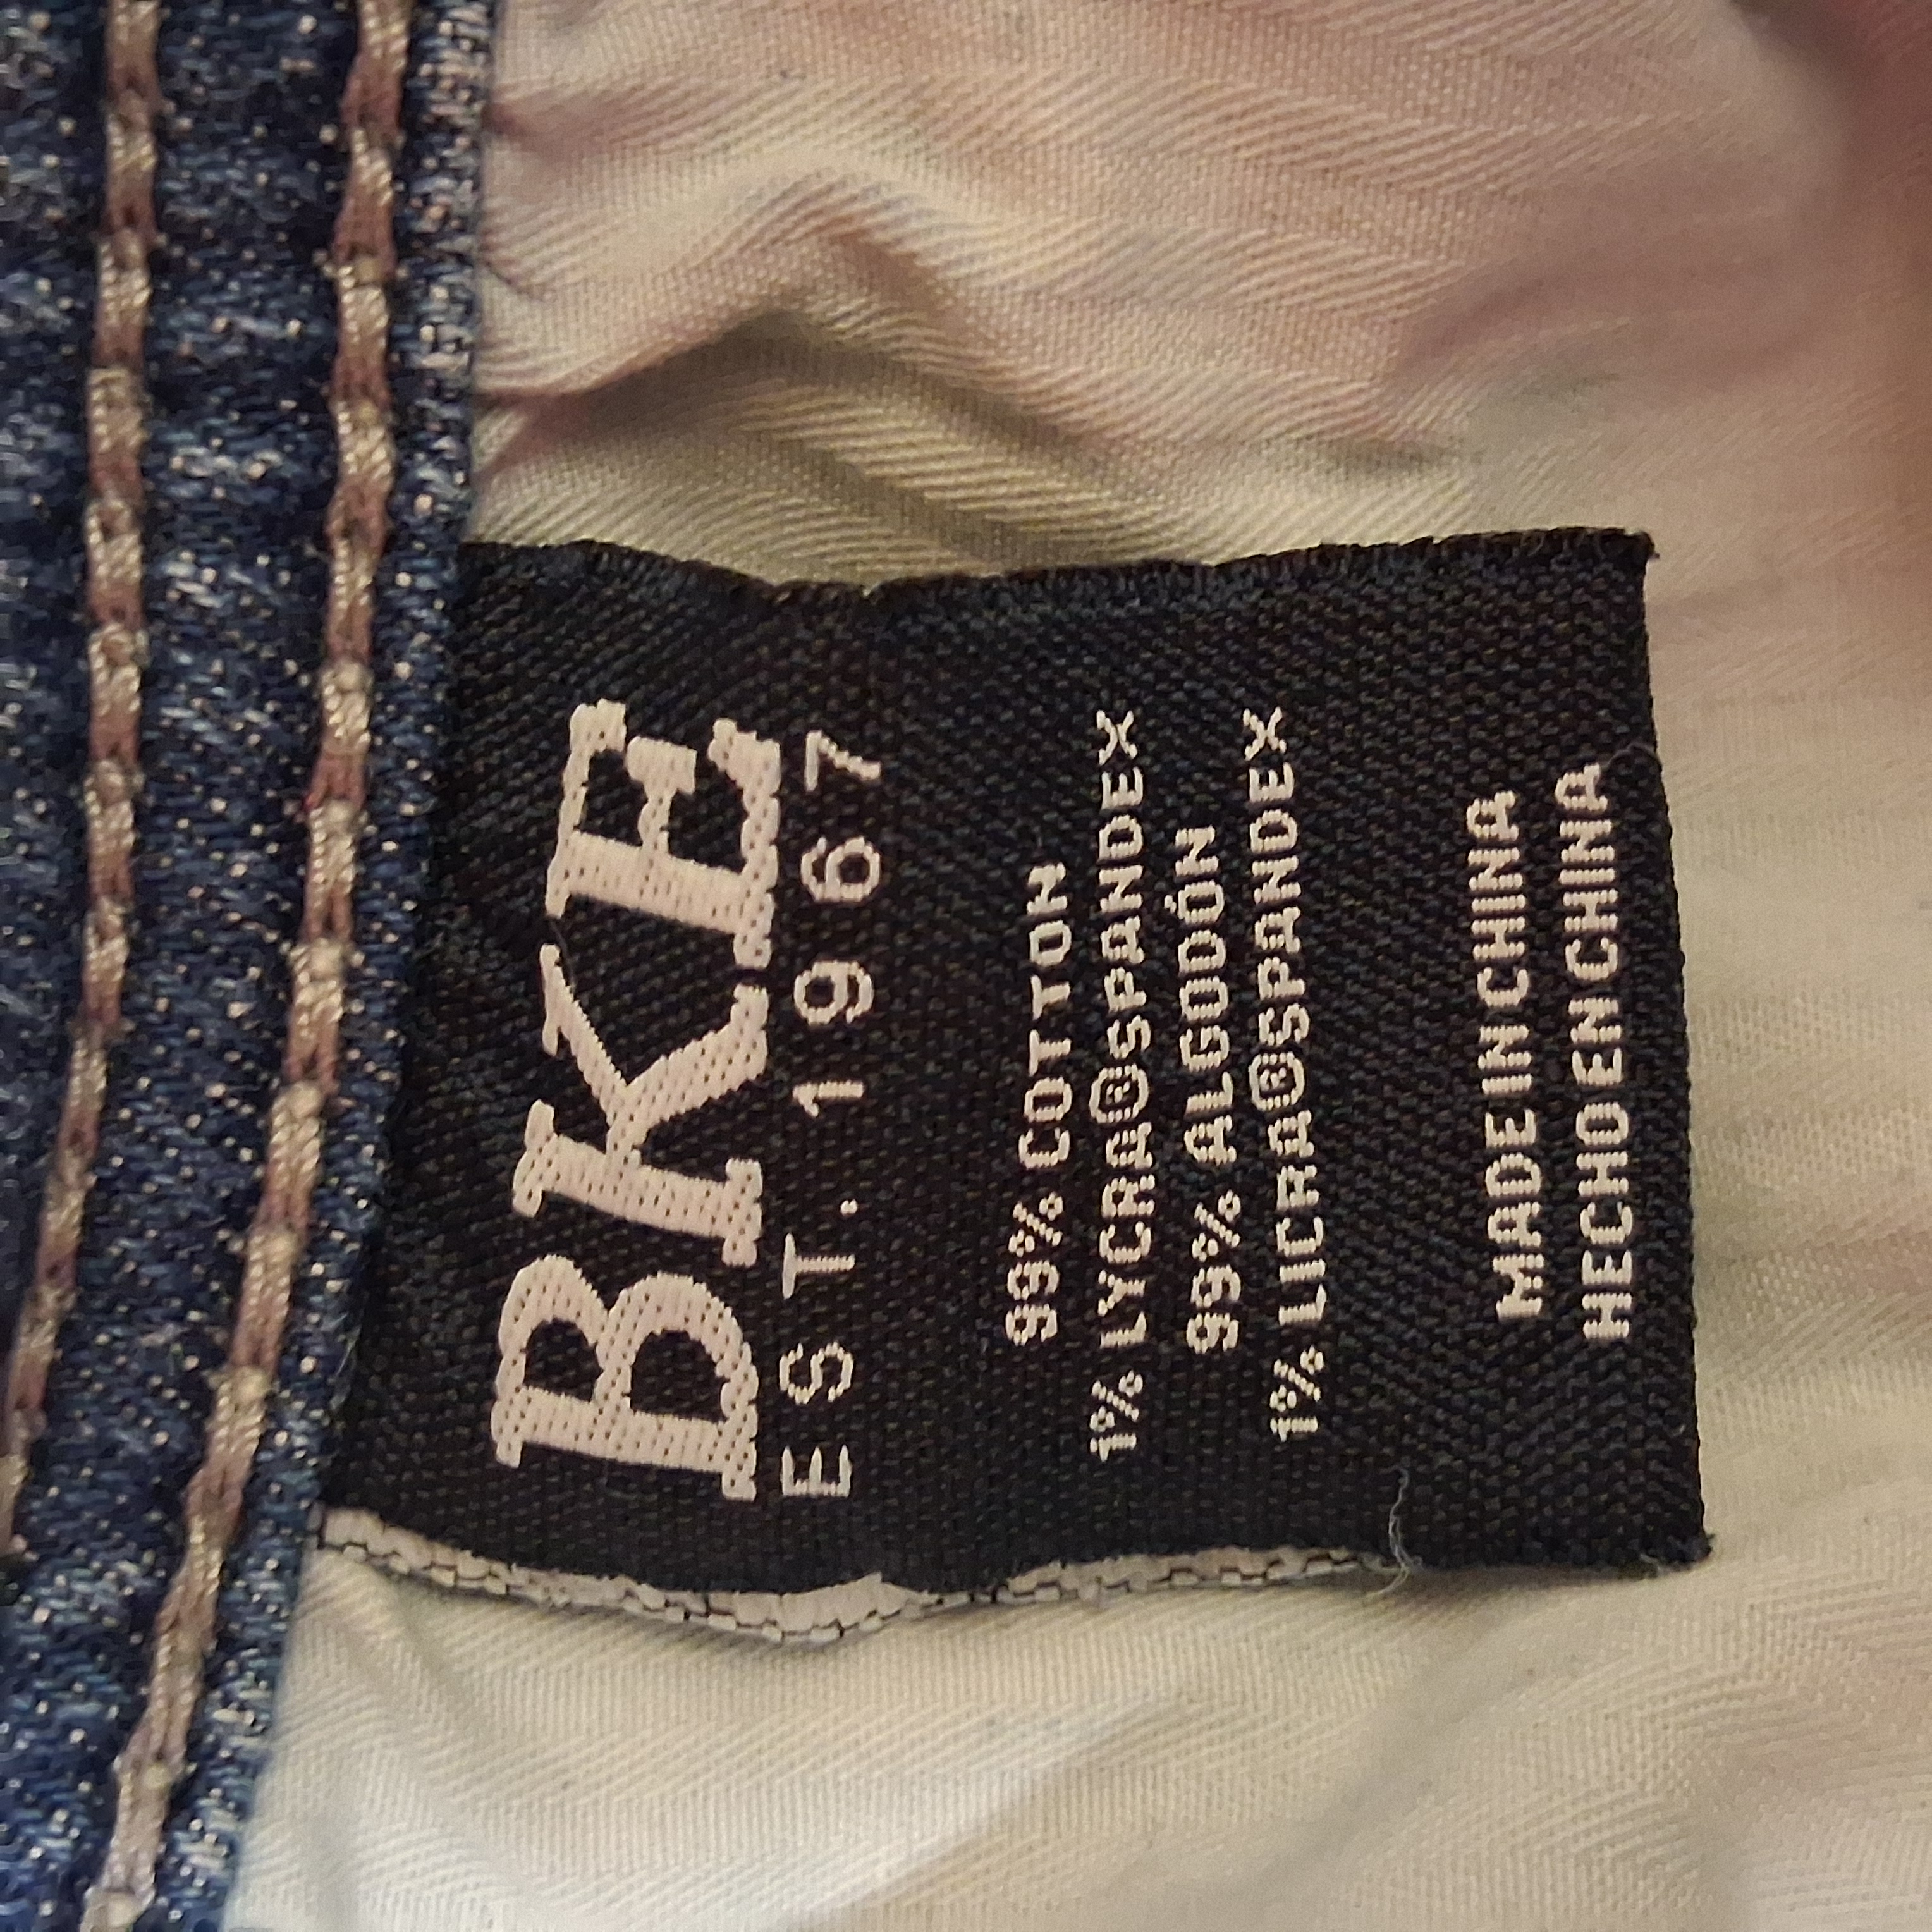 BKE
EST. 1967
99% COTTON
1% LYCRA®SPANDEX
99% ALGODÓN
1% LICRA®SPANDEX
MADE IN CHINA
HECHO EN CHINA